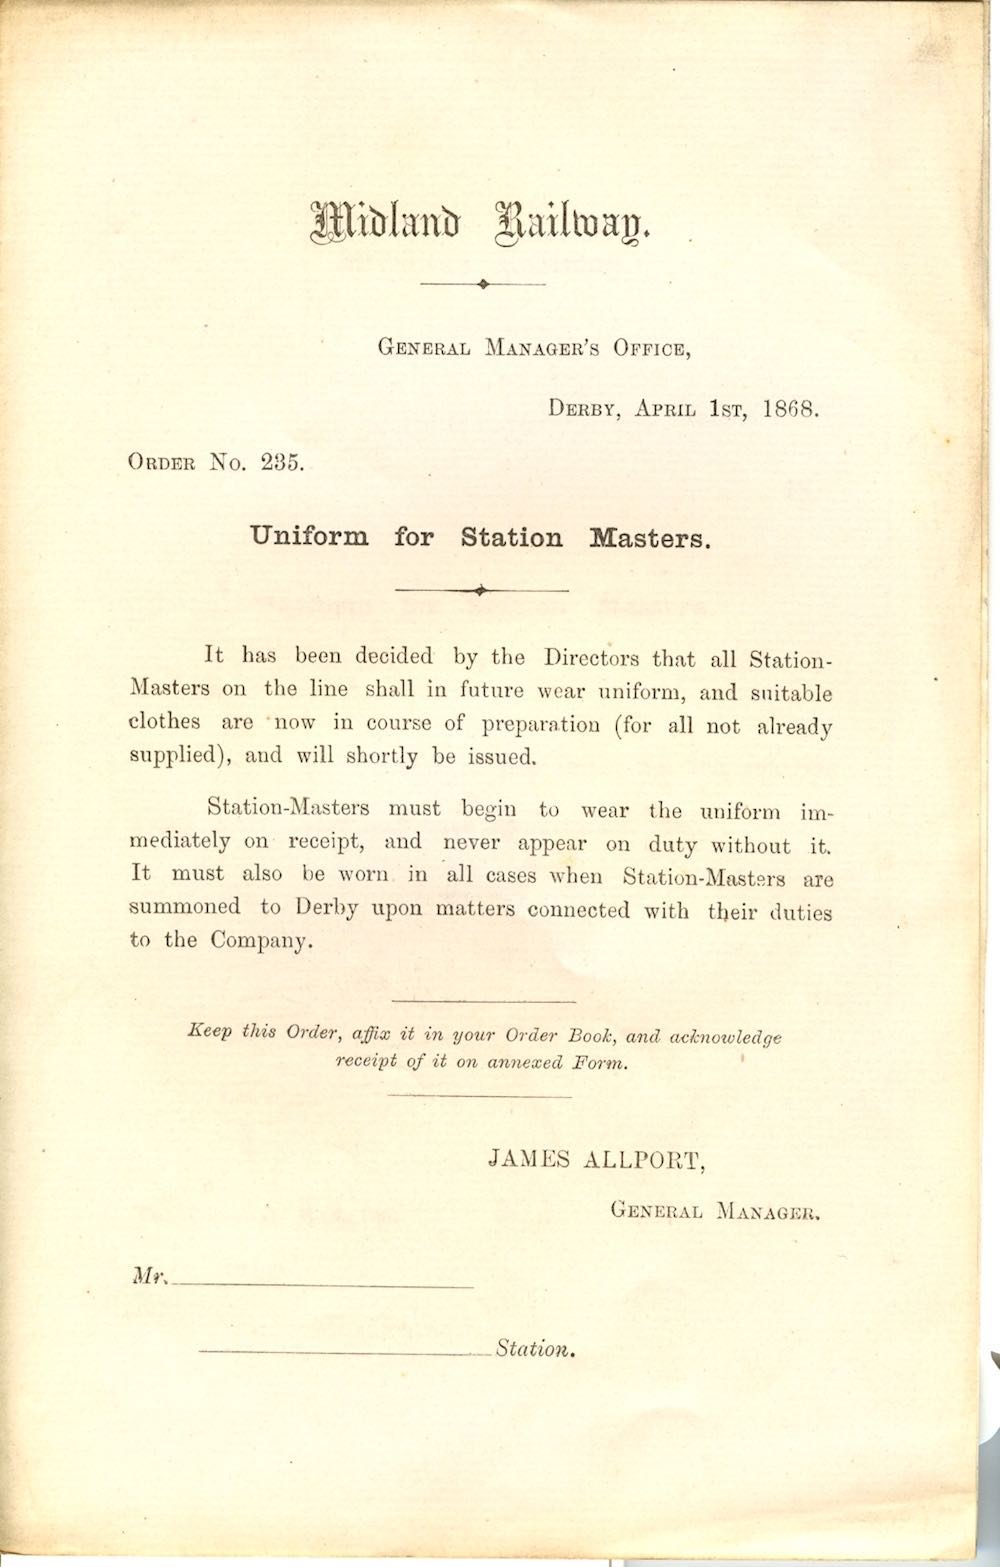 Midland Railway.
General Manager's Office,
Derby, April 1st, 1868.
Order No. 235.
Uniform for Station Masters.
It has been decided by the Directors that all Station-
Masters on the line shall in future wear uniform, and suitable
clothes are now in course of preparation (for all not already
supplied), and will shortly be issued.
Station-Masters must begin to wear the uniform im-
mediately on receipt, and never appear on duty without it.
It must also be worn in all cases when Station-Masters are
summoned to Derby upon matters connected with their duties
to the Company.
Keep this Order, affix it in your Order Book, and acknowledge
receipt of it on annexed Form.
JAMES ALLPORT,
General Manager.
Mr.
Station.